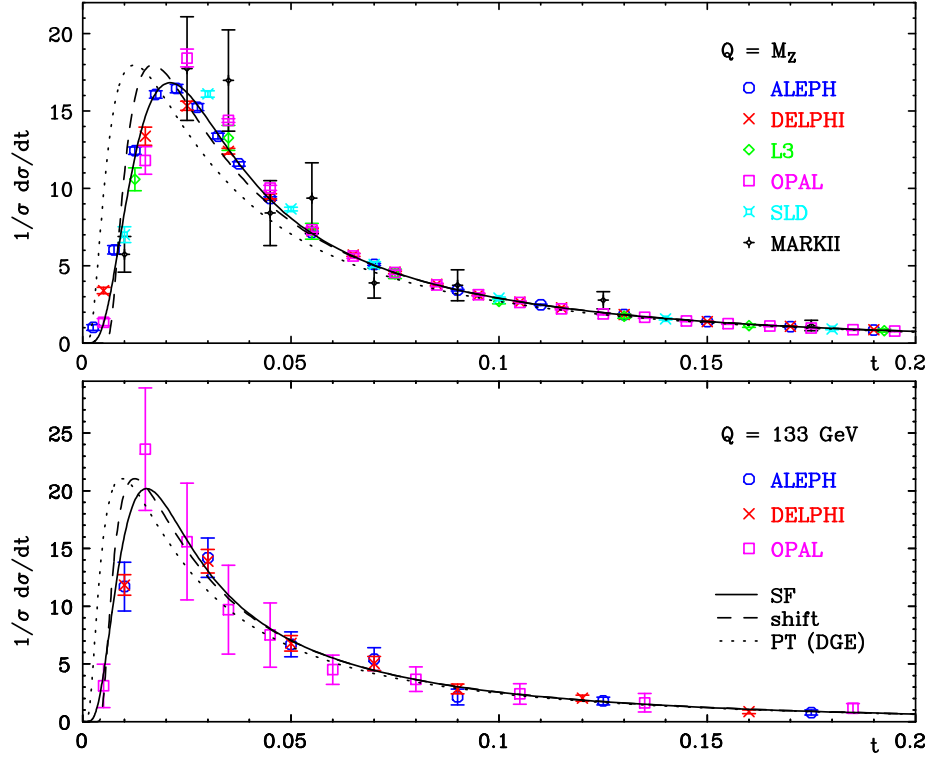 20
15
10
5
0
1/σ dσ/dt
Q = M_Z
ALEPH
DELPHI
L3
OPAL
SLD
MARKII
0
0.05
0.1
0.15
0.2
t
25
20
15
10
5
0
1/σ dσ/dt
Q = 133 GeV
ALEPH
DELPHI
OPAL
SF
shift
PT (DGE)
0
0.05
0.1
0.15
0.2
t